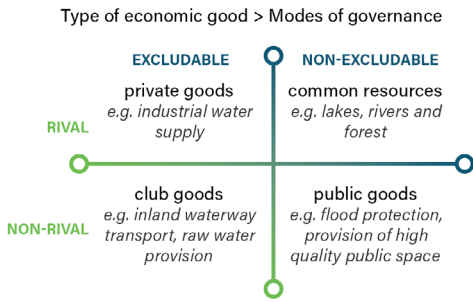 Type of economic good > Modes of governance
EXCLUDABLE
NON-EXCLUDABLE
RIVAL
private goods
e.g. industrial water
supply
common resources
e.g. lakes, rivers and
forest
NON-RIVAL
club goods
e.g. inland waterway
transport, raw water
provision
public goods
e.g. flood protection,
provision of high
quality public space